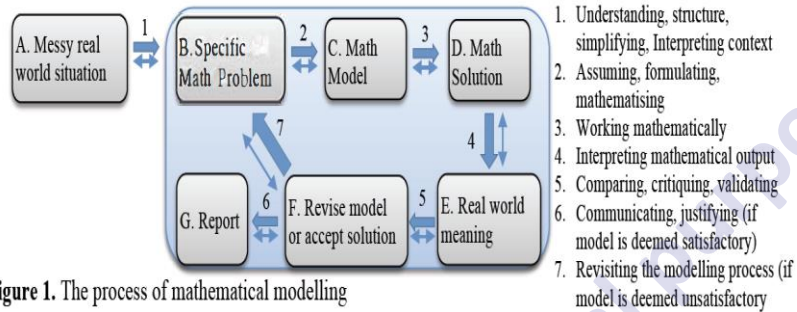 1
A. Messy real
world situation
B. Specific
Math Problem
2
C. Math
Model
3
D. Math
Solution
4
E. Real world
meaning
5
F. Revise model
or accept solution
6
G. Report
7
1. Understanding, structure,
simplifying, Interpreting context
2. Assuming, formulating,
mathematising
3. Working mathematically
4. Interpreting mathematical output
5. Comparing, critiquing, validating
6. Communicating, justifying (if
model is deemed satisfactory)
7. Revisiting the modelling process (if
model is deemed unsatisfactory
igure 1. The process of mathematical modelling